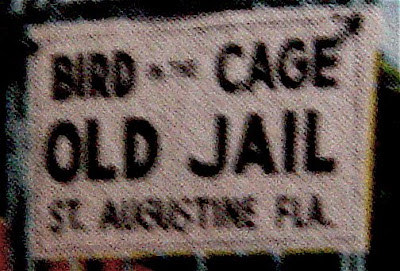 BIRD IN THE CAGE
OLD JAIL
ST. AUGUSTINE FLA.